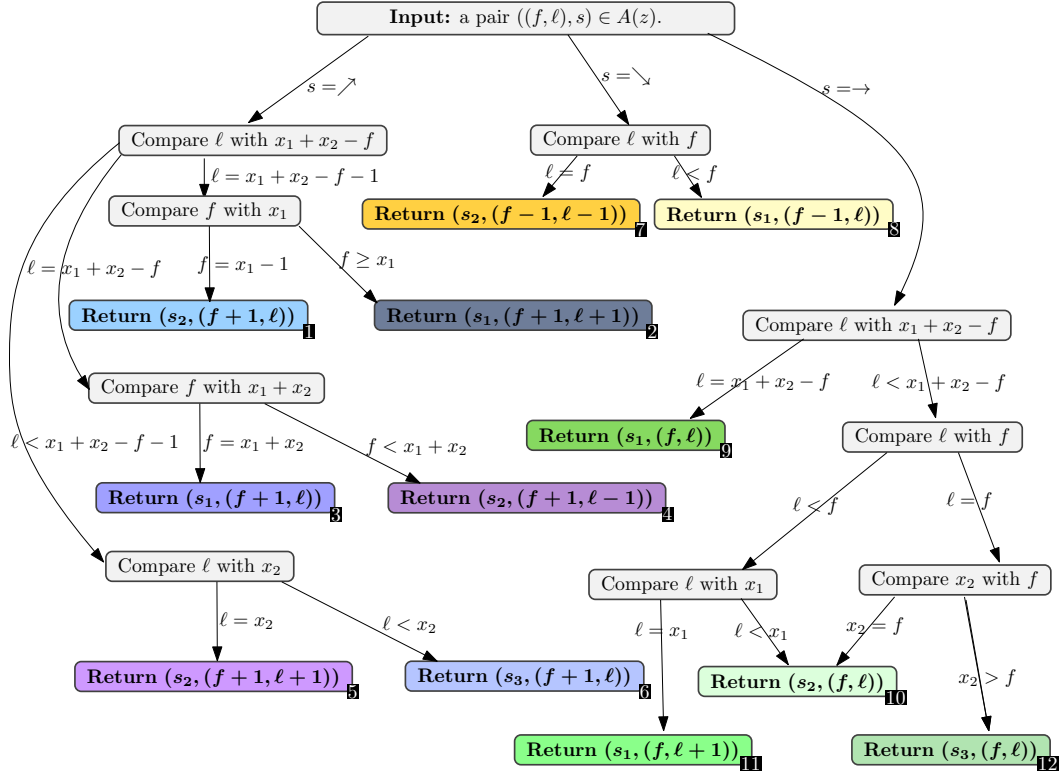 Input: a pair ((f, ℓ), s) ∈ A(z).
s =↗
s =↘
s =→
Compare ℓ with x₁ + x₂ − f
Compare ℓ with f
ℓ = x₁ + x₂ − f − 1
ℓ = f
ℓ < f
Compare f with x₁
Return (s₂, (f − 1, ℓ − 1))
7
Return (s₁, (f − 1, ℓ))
8
ℓ = x₁ + x₂ − f
f = x₁ − 1
f ≥ x₁
Return (s₂, (f + 1, ℓ))
1
Return (s₁, (f + 1, ℓ + 1))
2
Compare ℓ with x₁ + x₂ − f
Compare f with x₁ + x₂
ℓ = x₁ + x₂ − f
ℓ < x₁ + x₂ − f
ℓ < x₁ + x₂ − f − 1
f = x₁ + x₂
f < x₁ + x₂
Return (s₁, (f, ℓ))
9
Compare ℓ with f
Return (s₁, (f + 1, ℓ))
3
Return (s₂, (f + 1, ℓ − 1))
4
ℓ < f
ℓ = f
Compare ℓ with x₂
Compare ℓ with x₁
Compare x₂ with f
ℓ = x₂
ℓ < x₂
ℓ = x₁
ℓ < x₁
x₂ = f
x₂ > f
Return (s₂, (f + 1, ℓ + 1))
5
Return (s₃, (f + 1, ℓ))
6
Return (s₂, (f, ℓ))
10
Return (s₁, (f, ℓ + 1))
11
Return (s₃, (f, ℓ))
12